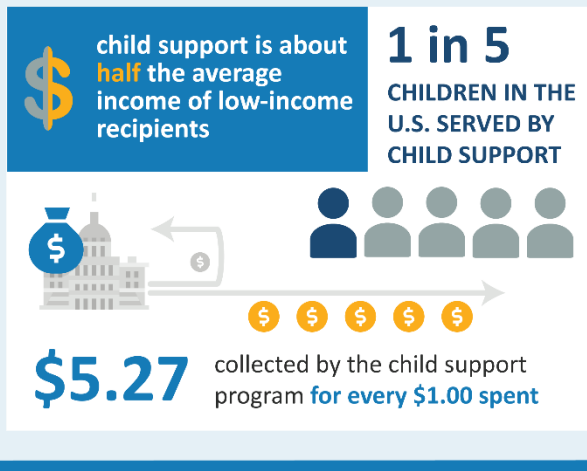 child support is about
half the average
income of low-income
recipients
1 in 5
CHILDREN IN THE
U.S. SERVED BY
CHILD SUPPORT
$
$
$ $ $ $ $
$5.27
collected by the child support
program for every $1.00 spent